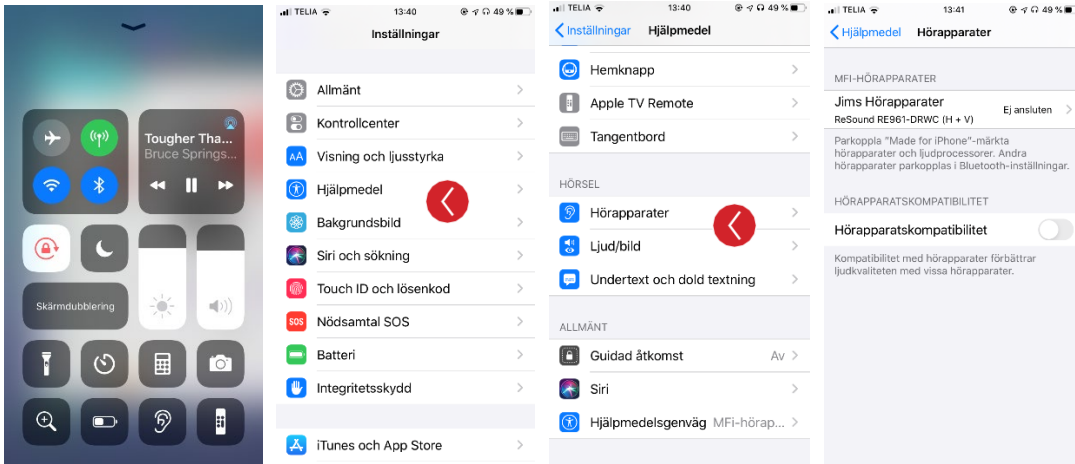 Tougher Tha...
Bruce Springs...
Skärmdubblering
TELIA 13:40 49 %
Inställningar
Allmänt
Kontrollcenter
AA Visning och ljusstyrka
Hjälpmedel
Bakgrundsbild
Siri och sökning
Touch ID och lösenkod
SOS Nödsamtal SOS
Batteri
Integritetsskydd
iTunes och App Store
TELIA 13:40 49 %
Inställningar Hjälpmedel
Hemknapp
Apple TV Remote
Tangentbord
HÖRSEL
Hörapparater
Ljud/bild
Undertext och dold textning
ALLMÄNT
Guidad åtkomst Av
Siri
Hjälpmedelsgenväg MFi-hörap...
TELIA 13:41 49 %
Hjälpmedel Hörapparater
MFI-HÖRAPPARATER
Jims Hörapparater Ej ansluten
ReSound RE961-DRWC (H + V)
Parkoppla "Made for iPhone"-märkta
hörapparater och ljudprocessorer. Andra
hörapparater parkopplas i Bluetooth-inställningar.
HÖRAPPARATSKOMPATIBILITET
Hörapparatskompatibilitet
Kompatibilitet med hörapparater förbättrar
ljudkvaliteten med vissa hörapparater.